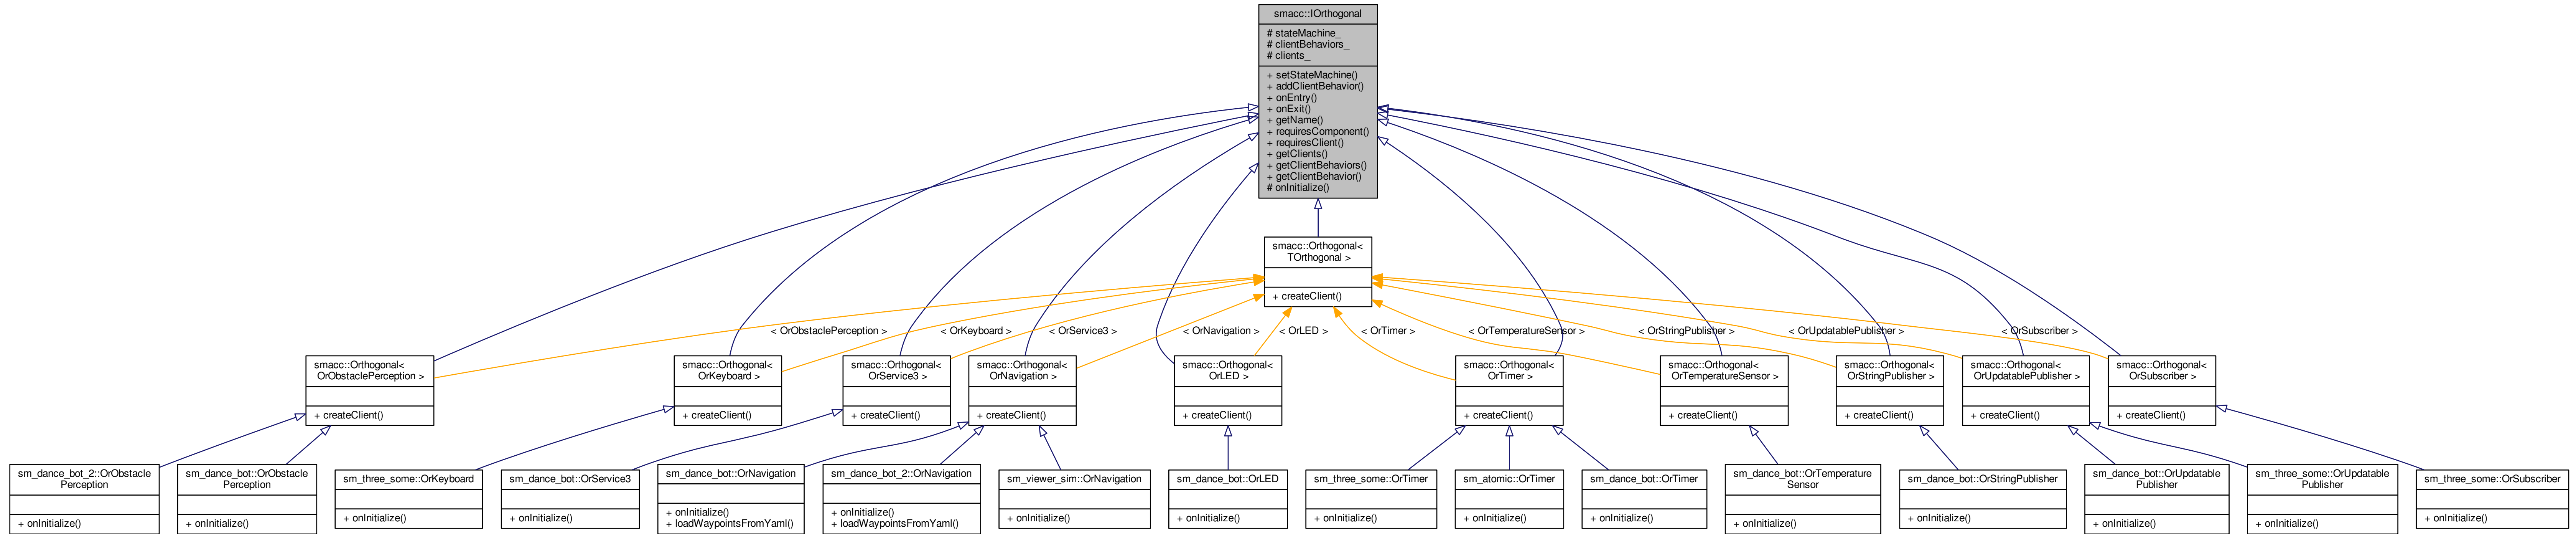 smacc::IOrthogonal
# stateMachine_
# clientBehaviors_
# clients_
+ setStateMachine()
+ addClientBehavior()
+ onEntry()
+ onExit()
+ getName()
+ requiresComponent()
+ requiresClient()
+ getClients()
+ getClientBehaviors()
+ getClientBehavior()
# onInitialize()
smacc::Orthogonal<
TOrthogonal >
+ createClient()
< OrObstaclePerception >
< OrKeyboard >
< OrService3 >
< OrNavigation >
< OrLED >
< OrTimer >
< OrTemperatureSensor >
< OrStringPublisher >
< OrUpdatablePublisher >
< OrSubscriber >
smacc::Orthogonal<
OrObstaclePerception >
+ createClient()
smacc::Orthogonal<
OrKeyboard >
+ createClient()
smacc::Orthogonal<
OrService3 >
+ createClient()
smacc::Orthogonal<
OrNavigation >
+ createClient()
smacc::Orthogonal<
OrLED >
+ createClient()
smacc::Orthogonal<
OrTimer >
+ createClient()
smacc::Orthogonal<
OrTemperatureSensor >
+ createClient()
smacc::Orthogonal<
OrStringPublisher >
+ createClient()
smacc::Orthogonal<
OrUpdatablePublisher >
+ createClient()
smacc::Orthogonal<
OrSubscriber >
+ createClient()
sm_dance_bot_2::OrObstacle
Perception
+ onInitialize()
sm_dance_bot::OrObstacle
Perception
+ onInitialize()
sm_three_some::OrKeyboard
+ onInitialize()
sm_dance_bot::OrService3
+ onInitialize()
sm_dance_bot::OrNavigation
+ onInitialize()
+ loadWaypointsFromYaml()
sm_dance_bot_2::OrNavigation
+ onInitialize()
+ loadWaypointsFromYaml()
sm_viewer_sim::OrNavigation
+ onInitialize()
sm_dance_bot::OrLED
+ onInitialize()
sm_three_some::OrTimer
+ onInitialize()
sm_atomic::OrTimer
+ onInitialize()
sm_dance_bot::OrTimer
+ onInitialize()
sm_dance_bot::OrTemperature
Sensor
+ onInitialize()
sm_dance_bot::OrStringPublisher
+ onInitialize()
sm_dance_bot::OrUpdatable
Publisher
+ onInitialize()
sm_three_some::OrUpdatable
Publisher
+ onInitialize()
sm_three_some::OrSubscriber
+ onInitialize()